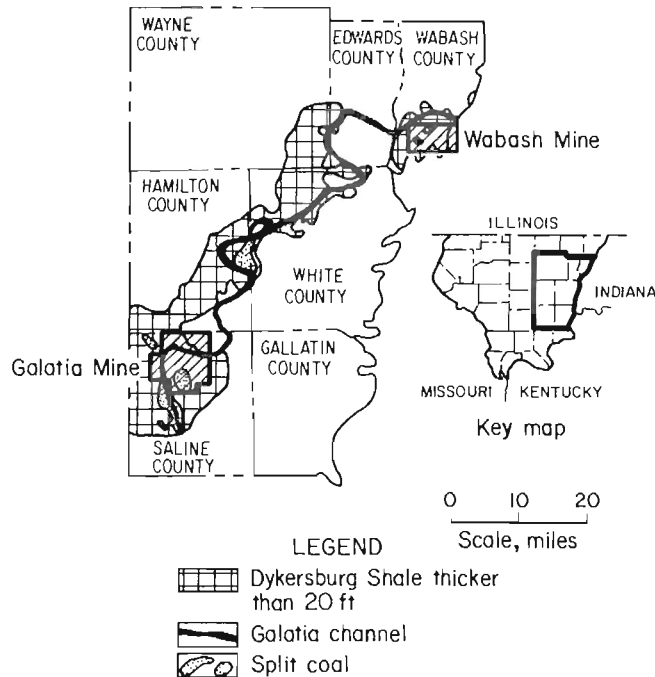 WAYNE
COUNTY
EDWARDS
COUNTY
WABASH
COUNTY
Wabash Mine
HAMILTON
COUNTY
WHITE
COUNTY
ILLINOIS
INDIANA
MISSOURI
KENTUCKY
Key map
Galatia Mine
GALLATIN
COUNTY
SALINE
COUNTY
0 10 20
Scale, miles
LEGEND
Dykersburg Shale thicker
than 20 ft
Galatia channel
Split coal